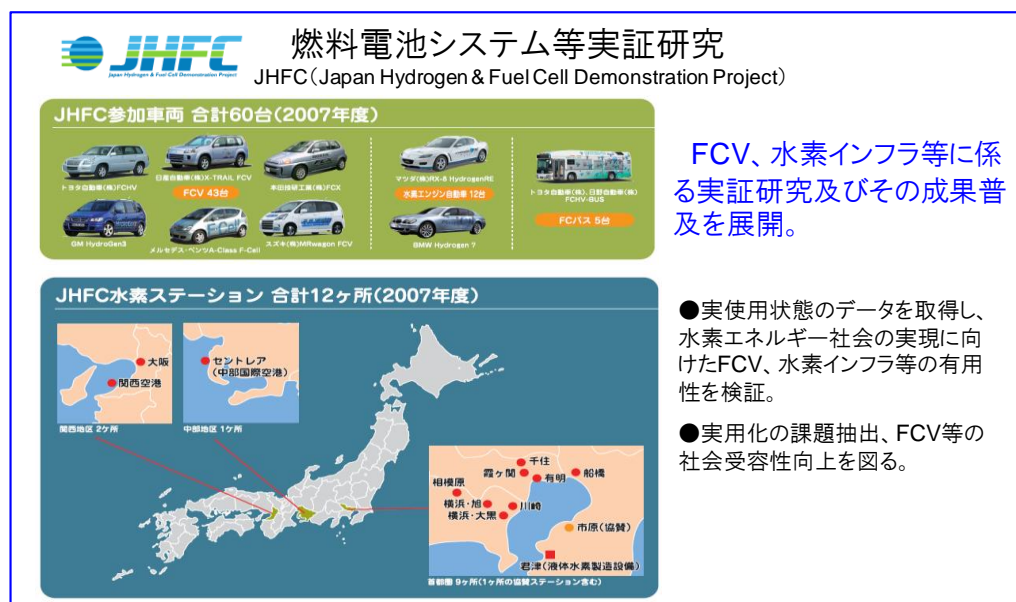 JHFC
Japan Hydrogen & Fuel Cell Demonstration Project
燃料電池システム等実証研究
JHFC(Japan Hydrogen & Fuel Cell Demonstration Project)
JHFC参加車両 合計60台(2007年度)
トヨタ自動車(株)FCHV
日産自動車(株)X-TRAIL FCV
本田技研工業(株)FCX
FCV 43台
GM HydroGen3
メルセデス・ベンツA-Class F-Cell
スズキ(株)MRwagon FCV
マツダ(株)RX-8 HydrogenRE
水素エンジン自動車 12台
BMW Hydrogen 7
トヨタ自動車(株)、日野自動車(株)
FCHV-BUS
FCバス 5台
FCV、水素インフラ等に係
る実証研究及びその成果普
及を展開。
JHFC水素ステーション 合計12ヶ所(2007年度)
大阪
関西空港
関西地区 2ヶ所
セントレア
(中部国際空港)
中部地区 1ヶ所
千住
霞ヶ関
有明
船橋
相模原
横浜・旭
川崎
横浜・大黒
市原(協賛)
君津(液体水素製造設備)
首都圏 9ヶ所(1ヶ所の協賛ステーション含む)
●実使用状態のデータを取得し、
水素エネルギー社会の実現に向
けたFCV、水素インフラ等の有用
性を検証。
●実用化の課題抽出、FCV等の
社会受容性向上を図る。